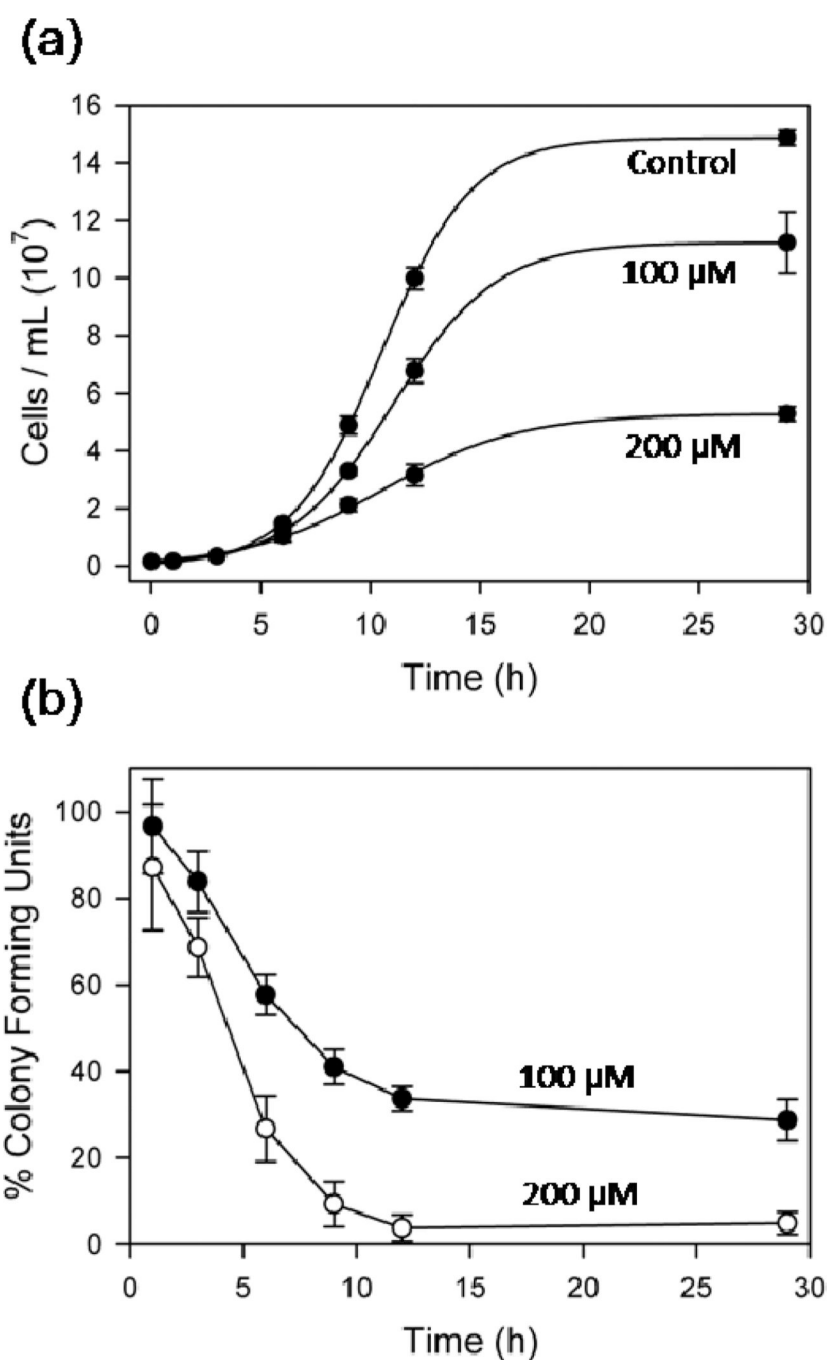 (a)
16
14
12
10
8
6
4
2
0
Cells / mL (10⁷)
Control
100 µM
200 µM
0 5 10 15 20 25 30
Time (h)
(b)
100
80
60
40
20
0
% Colony Forming Units
100 µM
200 µM
0 5 10 15 20 25 30
Time (h)